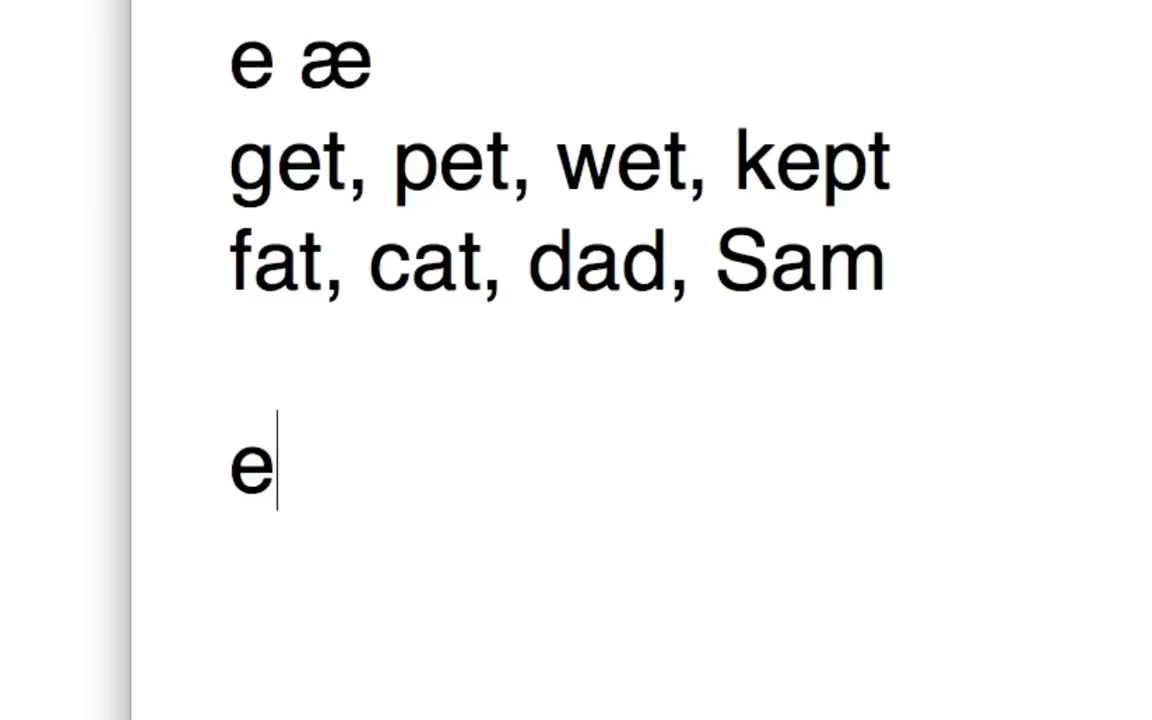 e æ
get, pet, wet, kept
fat, cat, dad, Sam
e